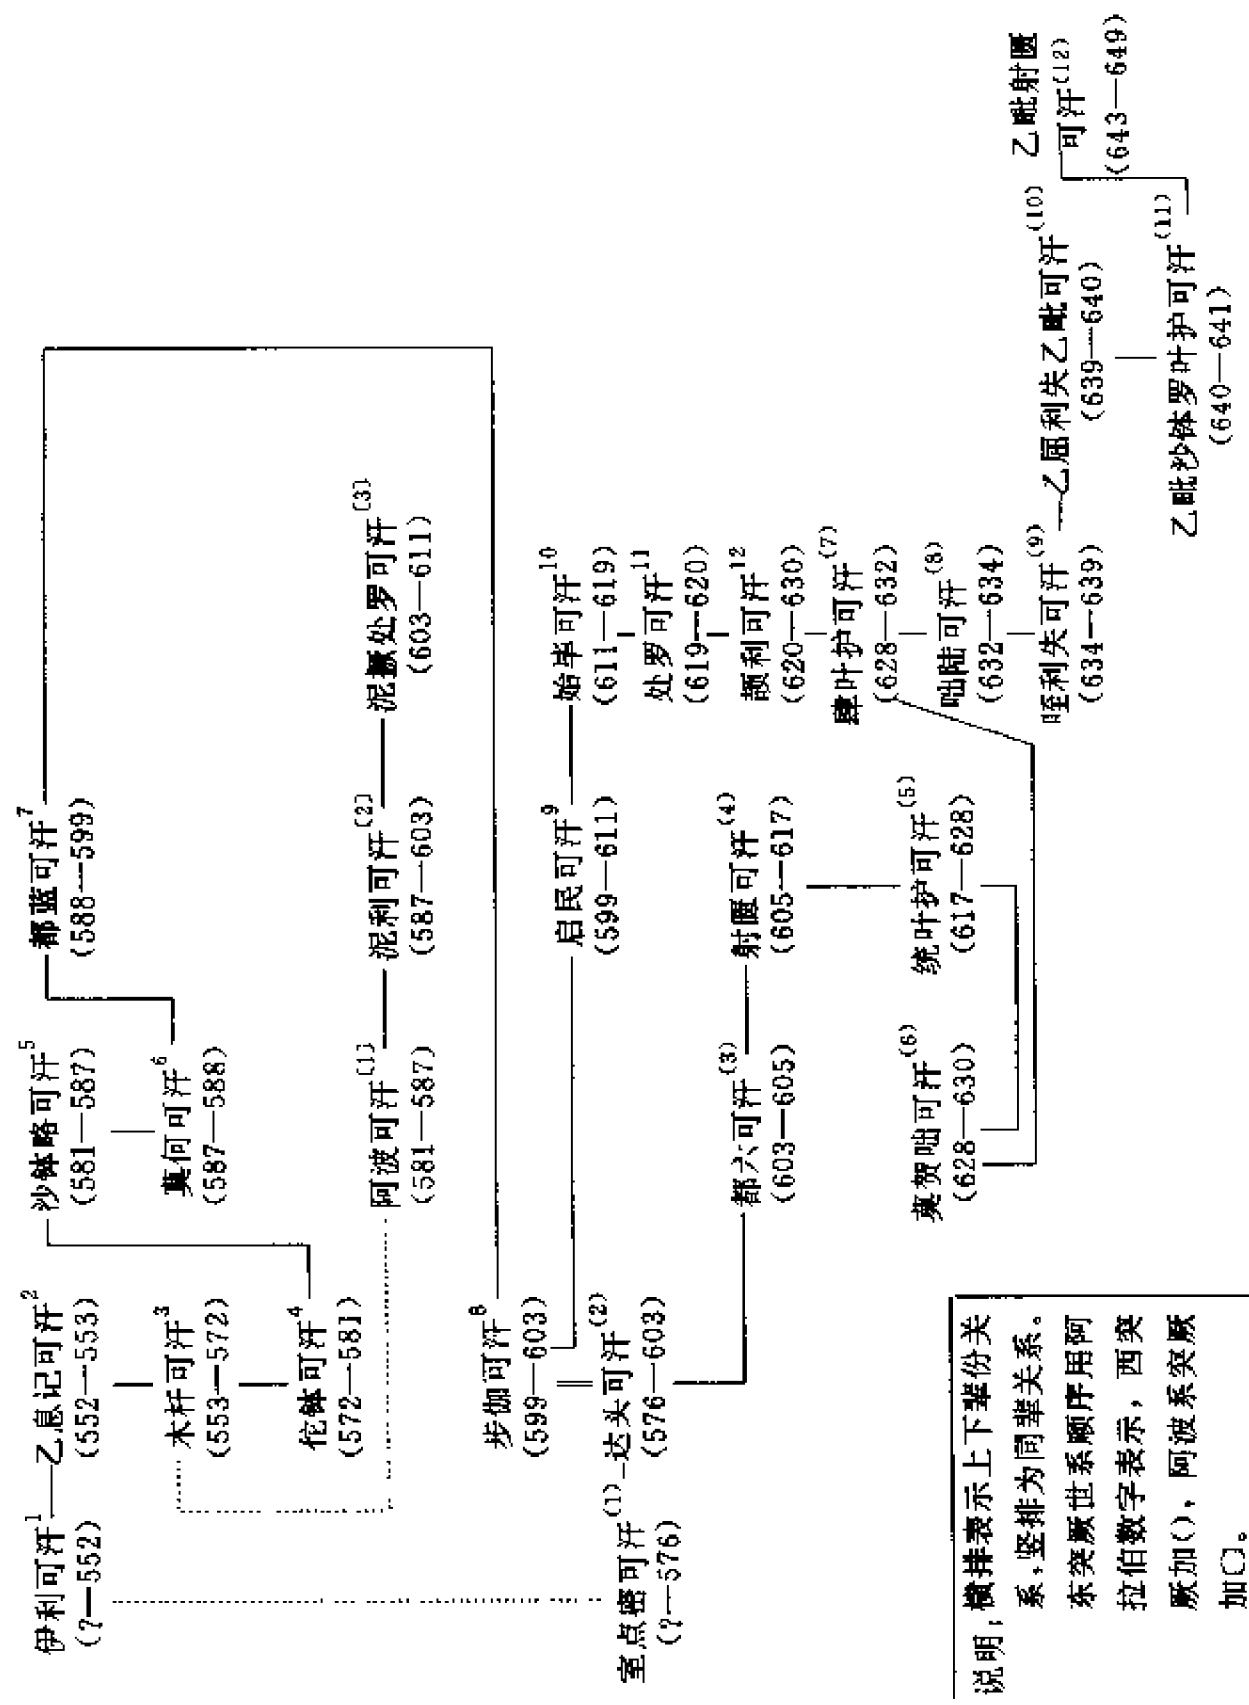 伊利可汗1
(?—552)
乙息记可汗2
(552—553)
木杆可汗3
(553—572)
佗钵可汗4
(572—581)
沙钵略可汗5
(581—587)
莫何可汗6
(587—588)
都蓝可汗7
(588—599)
阿波可汗〔1〕
(581—587)
泥利可汗〔2〕
(587—603)
泥撅处罗可汗〔3〕
(603—611)
步伽可汗8
(599—603)
启民可汗9
(599—611)
始毕可汗10
(611—619)
处罗可汗11
(619—620)
颉利可汗12
(620—630)
室点密可汗(1)
(?—576)
达头可汗(2)
(576—603)
都六可汗(3)
(603—605)
射匮可汗(4)
(605—617)
统叶护可汗(5)
(617—628)
莫贺咄可汗(6)
(628—630)
肆叶护可汗(7)
(628—632)
咄陆可汗(8)
(632—634)
咥利失可汗(9)
(634—639)
乙屈利失乙毗可汗(10)
(639—640)
乙毗沙钵罗叶护可汗(11)
(640—641)
乙毗射匮
可汗(12)
(643—649)
说明:横排表示上下辈份关
系,竖排为同辈关系。
东突厥世系顺序用阿
拉伯数字表示,西突
厥加(),阿波系突厥
加〔〕。